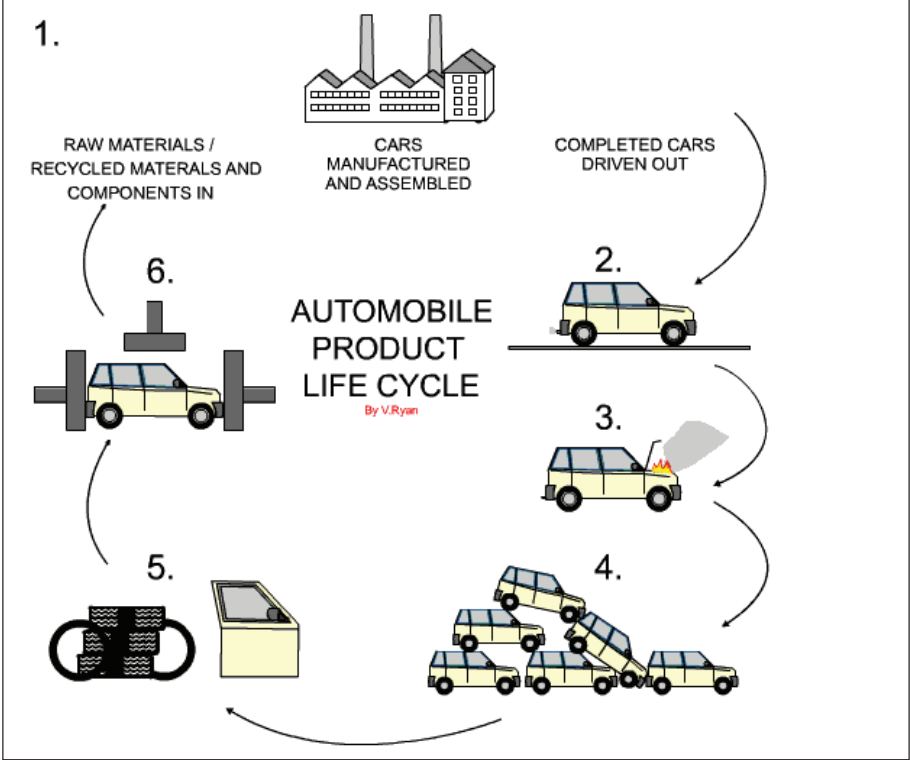 1.
RAW MATERIALS /
RECYCLED MATERALS AND
COMPONENTS IN
CARS
MANUFACTURED
AND ASSEMBLED
COMPLETED CARS
DRIVEN OUT
2.
6.
AUTOMOBILE
PRODUCT
LIFE CYCLE
By V.Ryan
3.
5.
4.